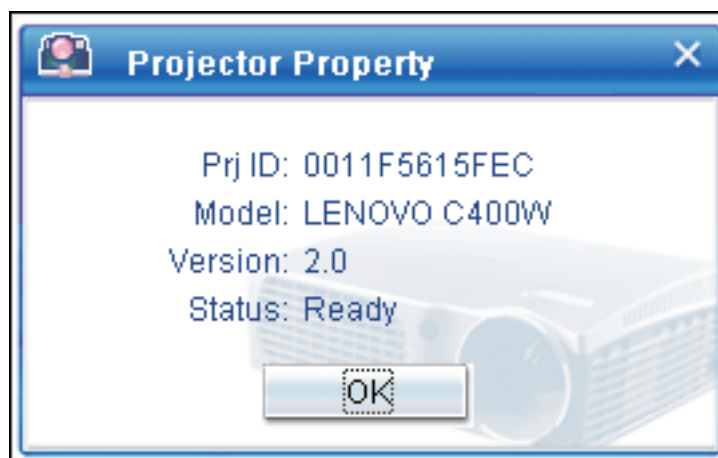 Projector Property
Prj ID: 0011F5615FEC
Model: LENOVO C400W
Version: 2.0
Status: Ready
OK